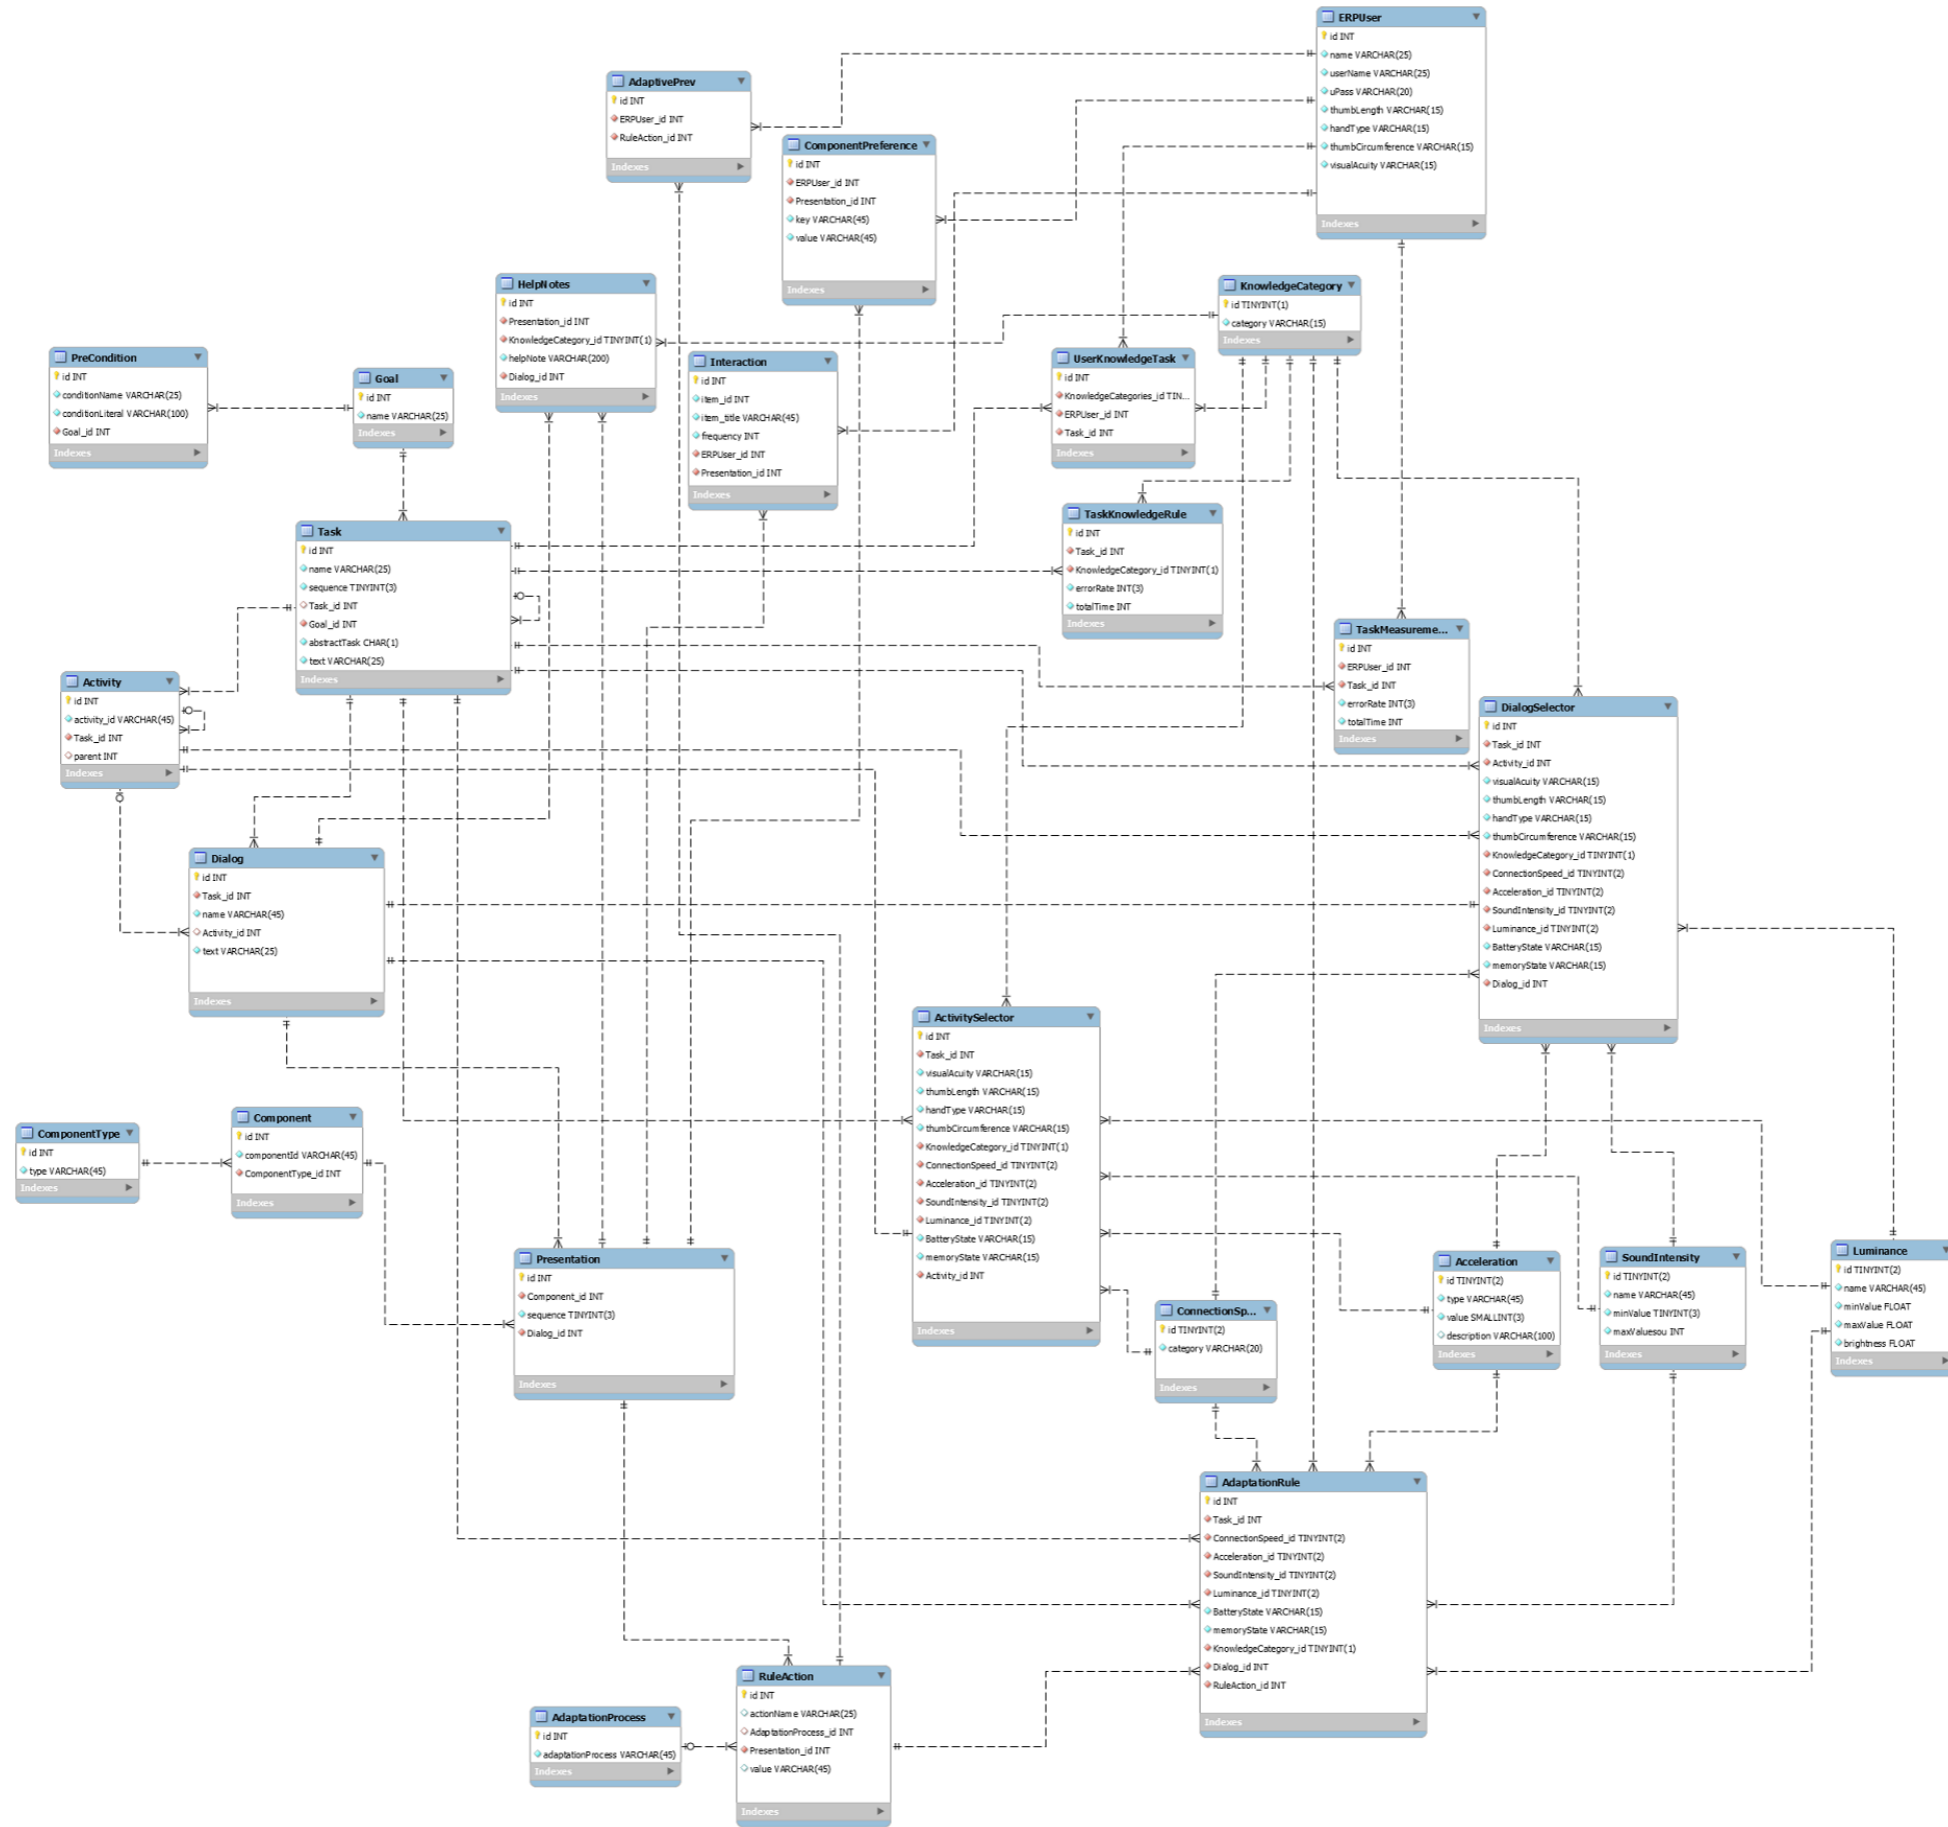 ERPUser
id INT
name VARCHAR(25)
userName VARCHAR(25)
uPass VARCHAR(20)
thumbLength VARCHAR(15)
handType VARCHAR(15)
thumbCircumference VARCHAR(15)
visualAcuity VARCHAR(15)
Indexes
AdaptivePrev
id INT
ERPUser_id INT
RuleAction_id INT
Indexes
ComponentPreference
id INT
ERPUser_id INT
Presentation_id INT
key VARCHAR(45)
value VARCHAR(45)
Indexes
HelpNotes
id INT
Presentation_id INT
KnowledgeCategory_id TINYINT(1)
helpNote VARCHAR(200)
Dialog_id INT
Indexes
KnowledgeCategory
id TINYINT(1)
category VARCHAR(15)
Indexes
PreCondition
id INT
conditionName VARCHAR(25)
conditionLiteral VARCHAR(100)
Goal_id INT
Indexes
Goal
id INT
name VARCHAR(25)
Indexes
Interaction
id INT
item_id INT
item_title VARCHAR(45)
frequency INT
ERPUser_id INT
Presentation_id INT
Indexes
UserKnowledgeTask
id INT
KnowledgeCategories_id TIN...
ERPUser_id INT
Task_id INT
Indexes
TaskKnowledgeRule
id INT
Task_id INT
KnowledgeCategory_id TINYINT(1)
errorRate INT(3)
totalTime INT
Indexes
Task
id INT
name VARCHAR(25)
sequence TINYINT(3)
Task_id INT
Goal_id INT
abstractTask CHAR(1)
text VARCHAR(25)
Indexes
TaskMeasureme...
id INT
ERPUser_id INT
Task_id INT
errorRate INT(3)
totalTime INT
Indexes
Activity
id INT
activity_id VARCHAR(45)
Task_id INT
parent INT
Indexes
DialogSelector
id INT
Task_id INT
Activity_id INT
visualAcuity VARCHAR(15)
thumbLength VARCHAR(15)
handType VARCHAR(15)
thumbCircumference VARCHAR(15)
KnowledgeCategory_id TINYINT(1)
ConnectionSpeed_id TINYINT(2)
Acceleration_id TINYINT(2)
SoundIntensity_id TINYINT(2)
Luminance_id TINYINT(2)
BatteryState VARCHAR(15)
memoryState VARCHAR(15)
Dialog_id INT
Indexes
Dialog
id INT
Task_id INT
name VARCHAR(45)
Activity_id INT
text VARCHAR(25)
Indexes
ActivitySelector
id INT
Task_id INT
visualAcuity VARCHAR(15)
thumbLength VARCHAR(15)
handType VARCHAR(15)
thumbCircumference VARCHAR(15)
KnowledgeCategory_id TINYINT(1)
ConnectionSpeed_id TINYINT(2)
Acceleration_id TINYINT(2)
SoundIntensity_id TINYINT(2)
Luminance_id TINYINT(2)
BatteryState VARCHAR(15)
memoryState VARCHAR(15)
Activity_id INT
Indexes
ComponentType
id INT
type VARCHAR(45)
Indexes
Component
id INT
componentId VARCHAR(45)
ComponentType_id INT
Indexes
Presentation
id INT
Component_id INT
sequence TINYINT(3)
Dialog_id INT
Indexes
ConnectionSp...
id TINYINT(2)
category VARCHAR(20)
Indexes
Acceleration
id TINYINT(2)
type VARCHAR(45)
value SMALLINT(3)
description VARCHAR(100)
Indexes
SoundIntensity
id TINYINT(2)
name VARCHAR(45)
minValue TINYINT(3)
maxValuesou INT
Indexes
Luminance
id TINYINT(2)
name VARCHAR(45)
minValue FLOAT
maxValue FLOAT
brightness FLOAT
Indexes
AdaptationRule
id INT
Task_id INT
ConnectionSpeed_id TINYINT(2)
Acceleration_id TINYINT(2)
SoundIntensity_id TINYINT(2)
Luminance_id TINYINT(2)
BatteryState VARCHAR(15)
memoryState VARCHAR(15)
KnowledgeCategory_id TINYINT(1)
Dialog_id INT
RuleAction_id INT
Indexes
RuleAction
id INT
actionName VARCHAR(25)
AdaptationProcess_id INT
Presentation_id INT
value VARCHAR(45)
Indexes
AdaptationProcess
id INT
adaptationProcess VARCHAR(45)
Indexes